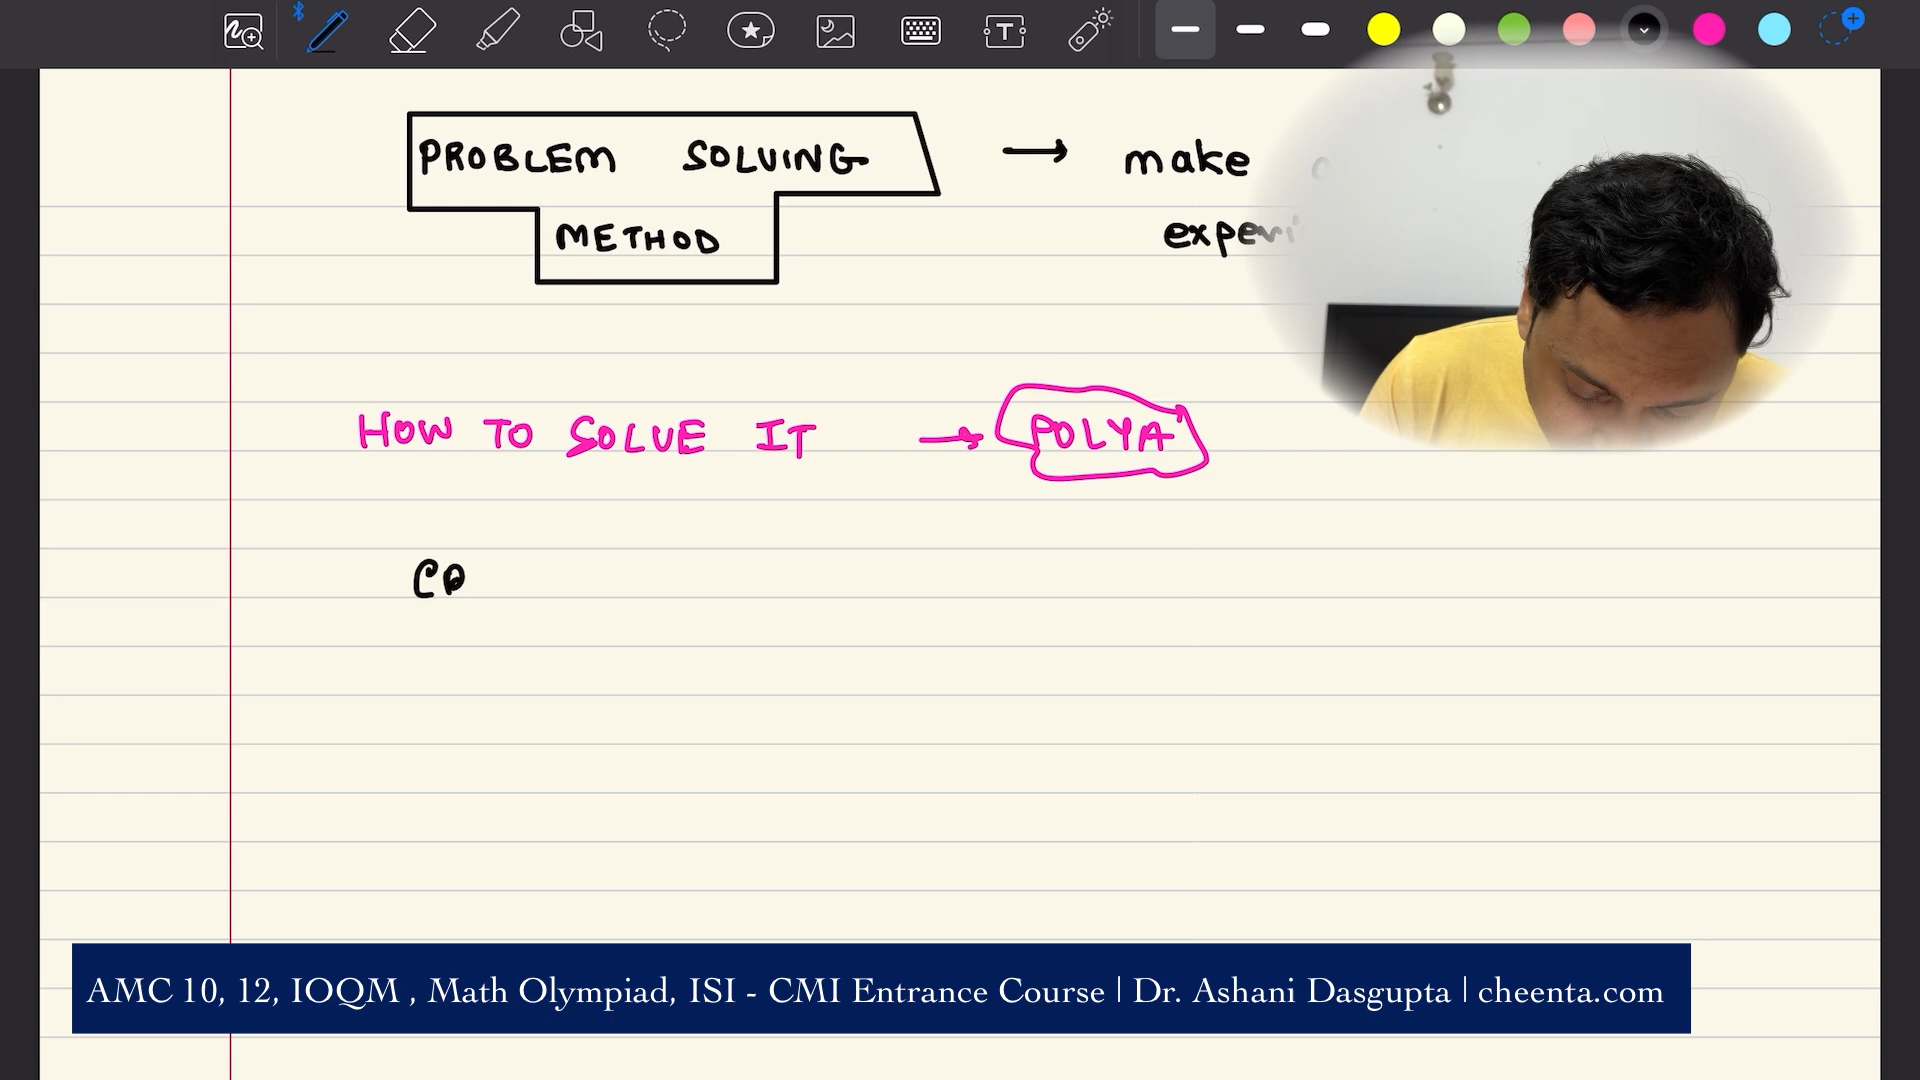 PROBLEM SOLVING → make
METHOD
HOW TO SOLVE IT → POLYA
AMC 10, 12, IOQM , Math Olympiad, ISI - CMI Entrance Course | Dr. Ashani Dasgupta | cheenta.com